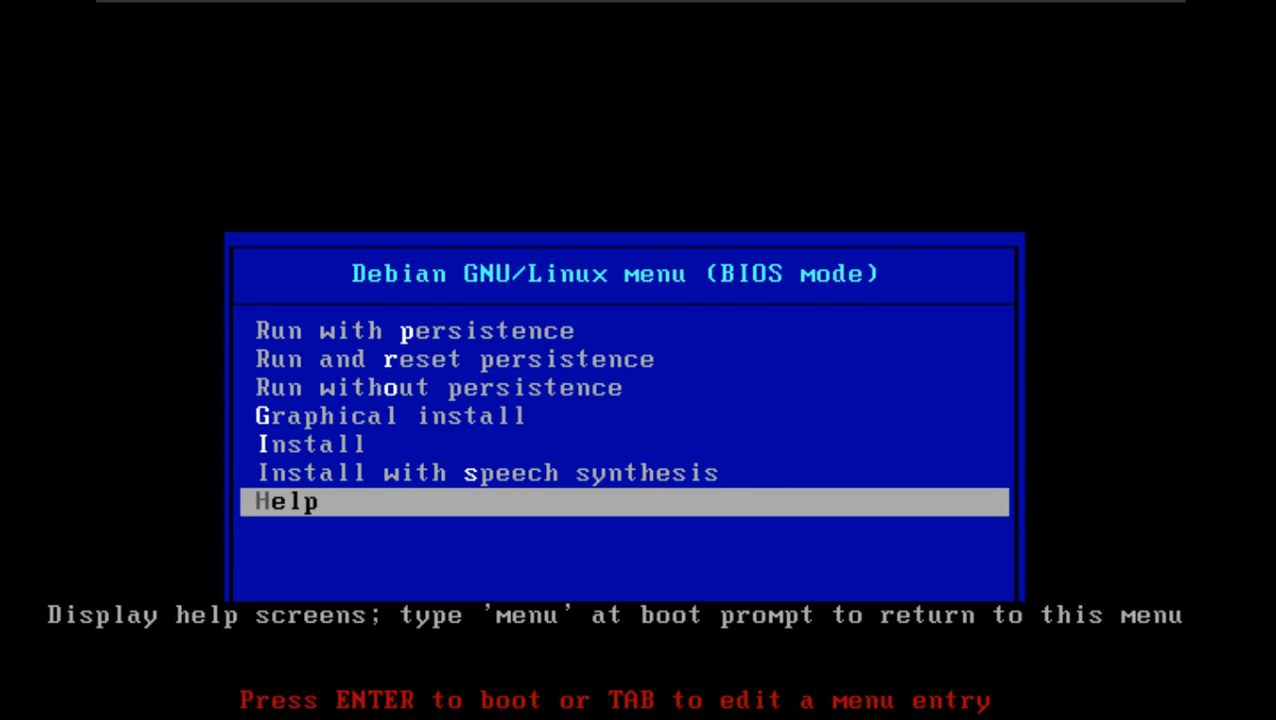 Debian GNU/Linux menu (BIOS mode)
Run with persistence
Run and reset persistence
Run without persistence
Graphical install
Install
Install with speech synthesis
Help
Display help screens; type 'menu' at boot prompt to return to this menu
Press ENTER to boot or TAB to edit a menu entry